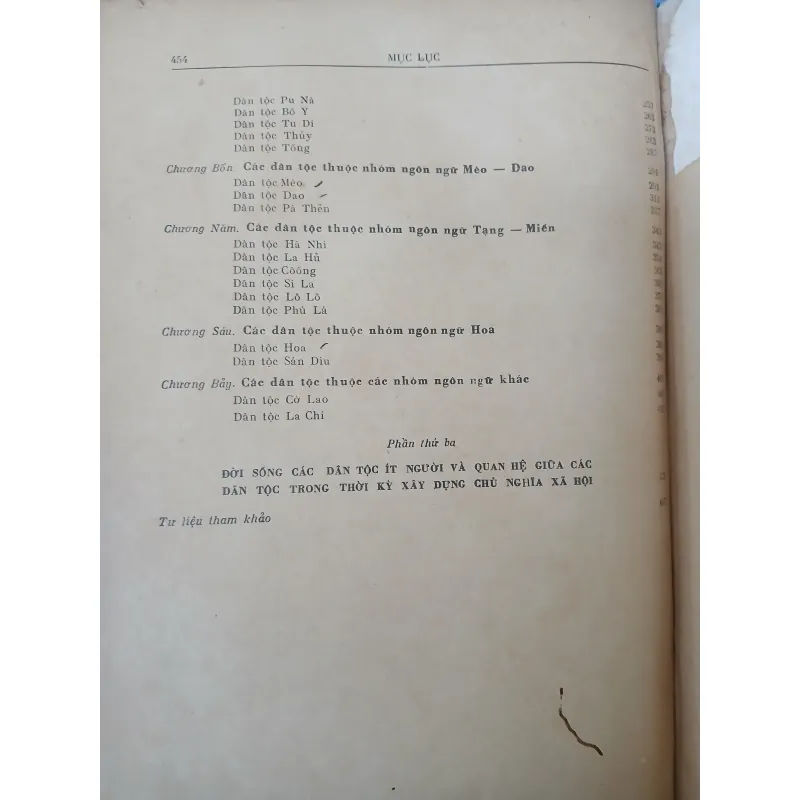 454 MỤC LỤC
Dân tộc Pu Nà
Dân tộc Bố Y
Dân tộc Tu Dí
Dân tộc Thủy
Dân tộc Tống
Chương Bốn. Các dân tộc thuộc nhóm ngôn ngữ Mèo — Dao
Dân tộc Mèo
Dân tộc Dao
Dân tộc Pà Thẻn
Chương Năm. Các dân tộc thuộc nhóm ngôn ngữ Tạng — Miến
Dân tộc Hà Nhì
Dân tộc La Hủ
Dân tộc Côông
Dân tộc Si La
Dân tộc Lô Lô
Dân tộc Phù Lá
Chương Sáu. Các dân tộc thuộc nhóm ngôn ngữ Hoa
Dân tộc Hoa
Dân tộc Sán Dìu
Chương Bảy. Các dân tộc thuộc các nhóm ngôn ngữ khác
Dân tộc Cờ Lao
Dân tộc La Chí
Phần thứ ba
ĐỜI SỐNG CÁC DÂN TỘC ÍT NGƯỜI VÀ QUAN HỆ GIỮA CÁC
DÂN TỘC TRONG THỜI KỲ XÂY DỰNG CHỦ NGHĨA XÃ HỘI
Tư liệu tham khảo